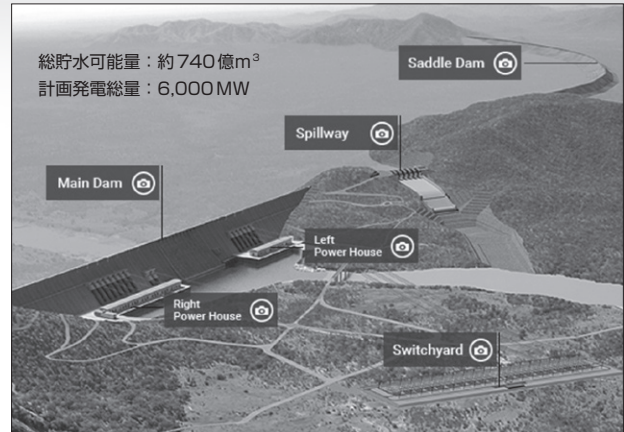 総貯水可能量：約740億m³
計画発電総量：6,000MW
Saddle Dam
Spillway
Main Dam
Left
Power House
Right
Power House
Switchyard